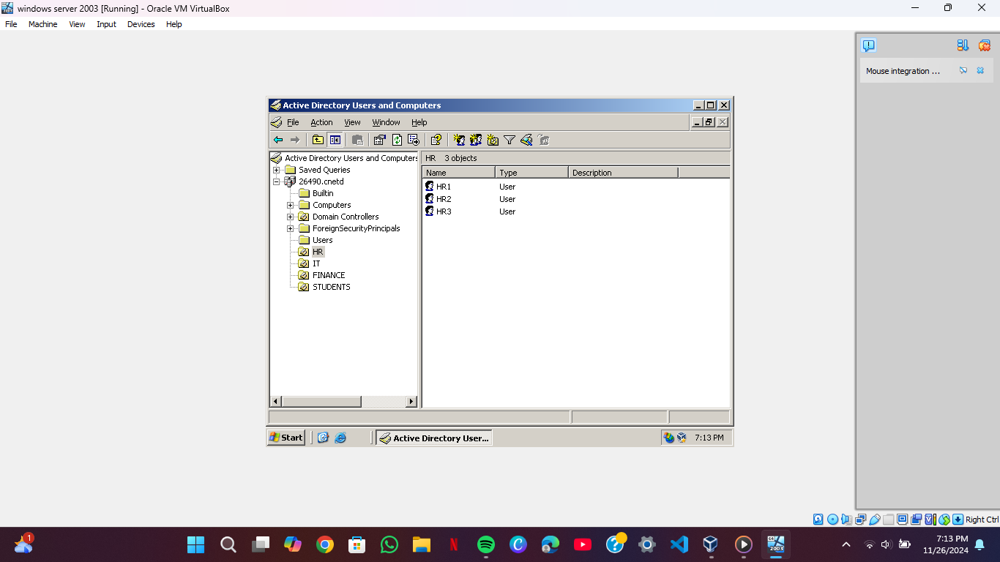 windows server 2003 [Running] - Oracle VM VirtualBox
File Machine View Input Devices Help
Mouse integration ...
Active Directory Users and Computers
File Action View Window Help
Active Directory Users and Computers
Saved Queries
26490.cnetd
Builtin
Computers
Domain Controllers
ForeignSecurityPrincipals
Users
HR
IT
FINANCE
STUDENTS
HR 3 objects
Name Type Description
HR1 User
HR2 User
HR3 User
Start Active Directory User... 7:13 PM
Right Ctrl
1
64
2003
7:13 PM
11/26/2024